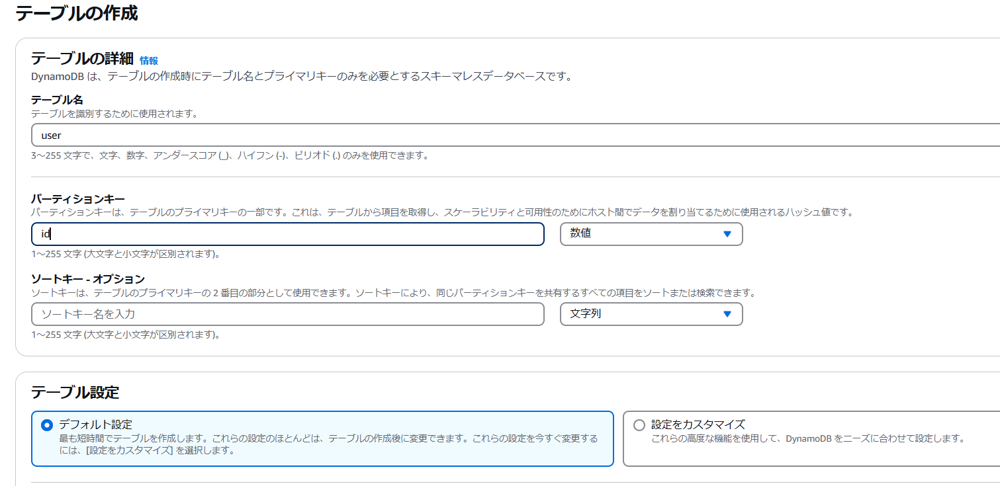 テーブルの作成
テーブルの詳細 情報
DynamoDB は、テーブルの作成時にテーブル名とプライマリキーのみを必要とするスキーマレスデータベースです。
テーブル名
テーブルを識別するために使用されます。
user
3～255 文字で、文字、数字、アンダースコア (_)、ハイフン (-)、ピリオド (.) のみを使用できます。
パーティションキー
パーティションキーは、テーブルのプライマリキーの一部です。これは、テーブルから項目を取得し、スケーラビリティと可用性のためにホスト間でデータを割り当てるために使用されるハッシュ値です。
id 数値
1～255 文字 (大文字と小文字が区別されます)。
ソートキー - オプション
ソートキーは、テーブルのプライマリキーの 2 番目の部分として使用できます。ソートキーにより、同じパーティションキーを共有するすべての項目をソートまたは検索できます。
ソートキー名を入力 文字列
1～255 文字 (大文字と小文字が区別されます)。
テーブル設定
デフォルト設定
最も短時間でテーブルを作成します。これらの設定のほとんどは、テーブルの作成後に変更できます。これらの設定を今すぐ変更する
には、[設定をカスタマイズ] を選択します。
設定をカスタマイズ
これらの高度な機能を使用して、DynamoDB をニーズに合わせて設定します。